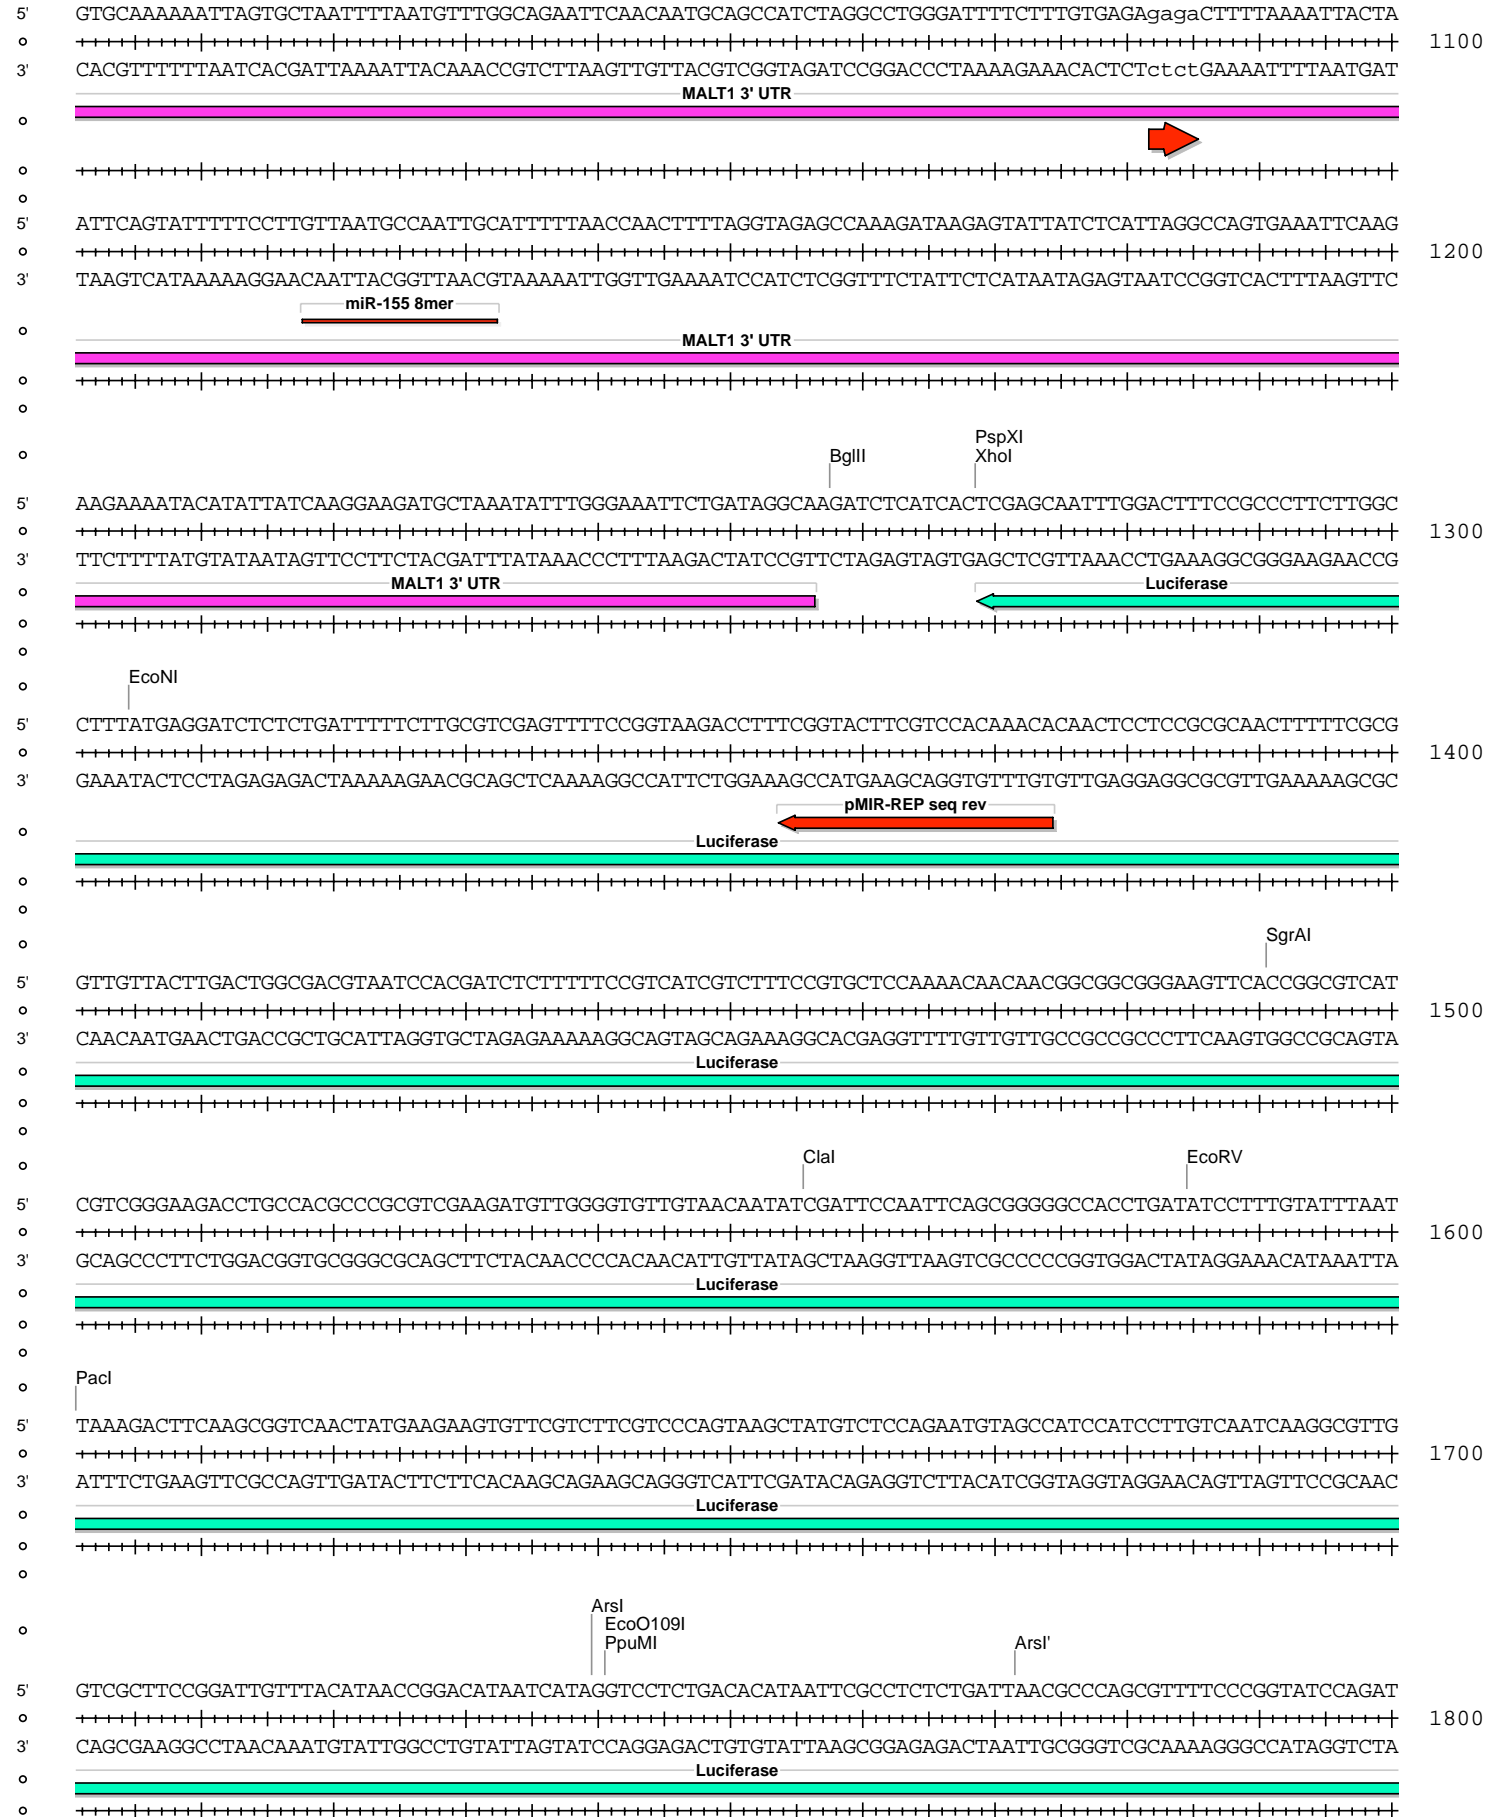 5' GTGCAAAAAATTAGTGCTAATTTTAATGTTTGGCAGAATTCAACAATGCAGCCATCTAGGCCTGGGATTTTCTTTGTGAGAgagaCTTTTAAAATTACTA
1100
3' CACGTTTTTTAATCACGATTAAAATTACAAACCGTCTTAAGTTGTTACGTCGGTAGATCCGGACCCTAAAAGAAACACTCTctctGAAAATTTTAATGAT
MALT1 3' UTR
5' ATTCAGTATTTTTCCTTGTTAATGCCAATTGCATTTTTAACCAACTTTTAGGTAGAGCCAAAGATAAGAGTATTATCTCATTAGGCCAGTGAAATTCAAG
1200
3' TAAGTCATAAAAAGGAACAATTACGGTTAACGTAAAAATTGGTTGAAAATCCATCTCGGTTTCTATTCTCATAATAGAGTAATCCGGTCACTTTAAGTTC
miR-155 8mer
MALT1 3' UTR
PspXI
BglII XhoI
5' AAGAAAATACATATTATCAAGGAAGATGCTAAATATTTGGGAAATTCTGATAGGCAAGATCTCATCACTCGAGCAATTTGGACTTTCCGCCCTTCTTGGC
1300
3' TTCTTTTATGTATAATAGTTCCTTCTACGATTTATAAACCCTTTAAGACTATCCGTTCTAGAGTAGTGAGCTCGTTAAACCTGAAAGGCGGGAAGAACCG
MALT1 3' UTR Luciferase
EcoNI
5' CTTTATGAGGATCTCTCTGATTTTTCTTGCGTCGAGTTTTCCGGTAAGACCTTTCGGTACTTCGTCCACAAACACAACTCCTCCGCGCAACTTTTTCGCG
1400
3' GAAATACTCCTAGAGAGACTAAAAAGAACGCAGCTCAAAAGGCCATTCTGGAAAGCCATGAAGCAGGTGTTTGTGTTGAGGAGGCGCGTTGAAAAAGCGC
pMIR-REP seq rev
Luciferase
SgrAI
5' GTTGTTACTTGACTGGCGACGTAATCCACGATCTCTTTTTCCGTCATCGTCTTTCCGTGCTCCAAAACAACAACGGCGGCGGGAAGTTCACCGGCGTCAT
1500
3' CAACAATGAACTGACCGCTGCATTAGGTGCTAGAGAAAAAGGCAGTAGCAGAAAGGCACGAGGTTTTGTTGTTGCCGCCGCCCTTCAAGTGGCCGCAGTA
Luciferase
ClaI EcoRV
5' CGTCGGGAAGACCTGCCACGCCCGCGTCGAAGATGTTGGGGTGTTGTAACAATATCGATTCCAATTCAGCGGGGGCCACCTGATATCCTTTGTATTTAAT
1600
3' GCAGCCCTTCTGGACGGTGCGGGCGCAGCTTCTACAACCCCACAACATTGTTATAGCTAAGGTTAAGTCGCCCCCGGTGGACTATAGGAAACATAAATTA
Luciferase
PacI
5' TAAAGACTTCAAGCGGTCAACTATGAAGAAGTGTTCGTCTTCGTCCCAGTAAGCTATGTCTCCAGAATGTAGCCATCCATCCTTGTCAATCAAGGCGTTG
1700
3' ATTTCTGAAGTTCGCCAGTTGATACTTCTTCACAAGCAGAAGCAGGGTCATTCGATACAGAGGTCTTACATCGGTAGGTAGGAACAGTTAGTTCCGCAAC
Luciferase
ArsI
EcoO109I
PpuMI ArsI'
5' GTCGCTTCCGGATTGTTTACATAACCGGACATAATCATAGGTCCTCTGACACATAATTCGCCTCTCTGATTAACGCCCAGCGTTTTCCCGGTATCCAGAT
1800
3' CAGCGAAGGCCTAACAAATGTATTGGCCTGTATTAGTATCCAGGAGACTGTGTATTAAGCGGAGAGACTAATTGCGGGTCGCAAAAGGGCCATAGGTCTA
Luciferase